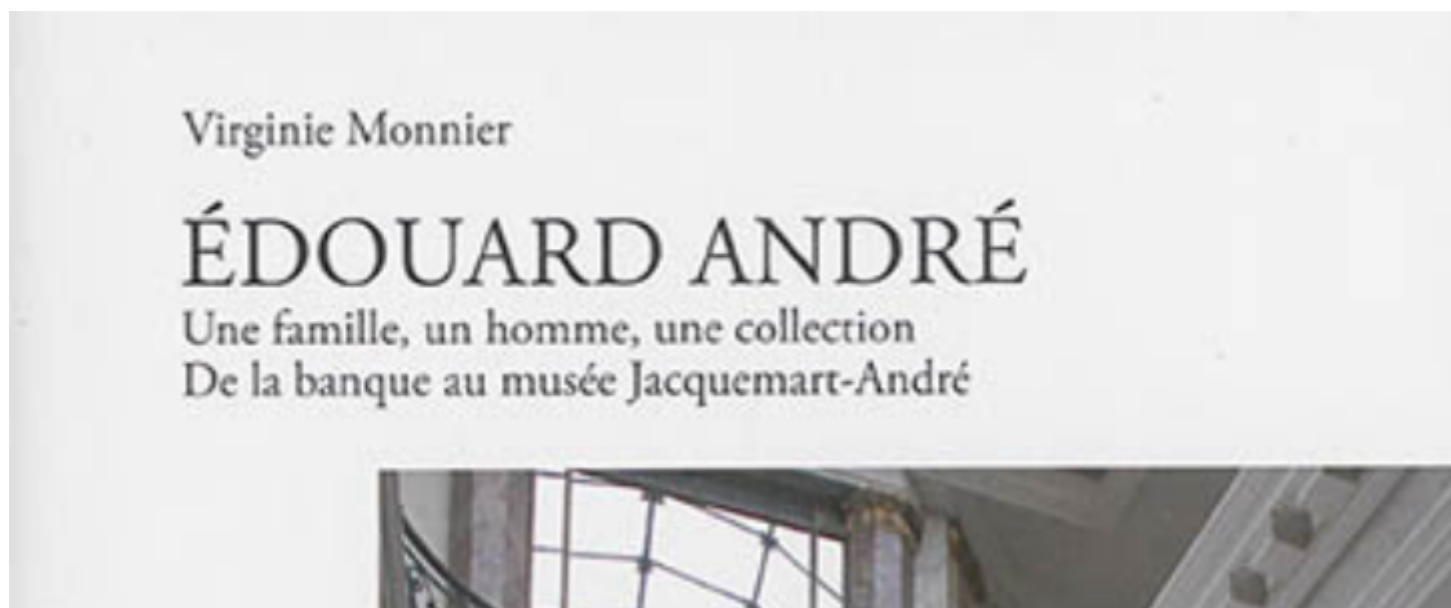 Virginie Monnier
ÉDOUARD ANDRÉ
Une famille, un homme, une collection
De la banque au musée Jacquemart-André